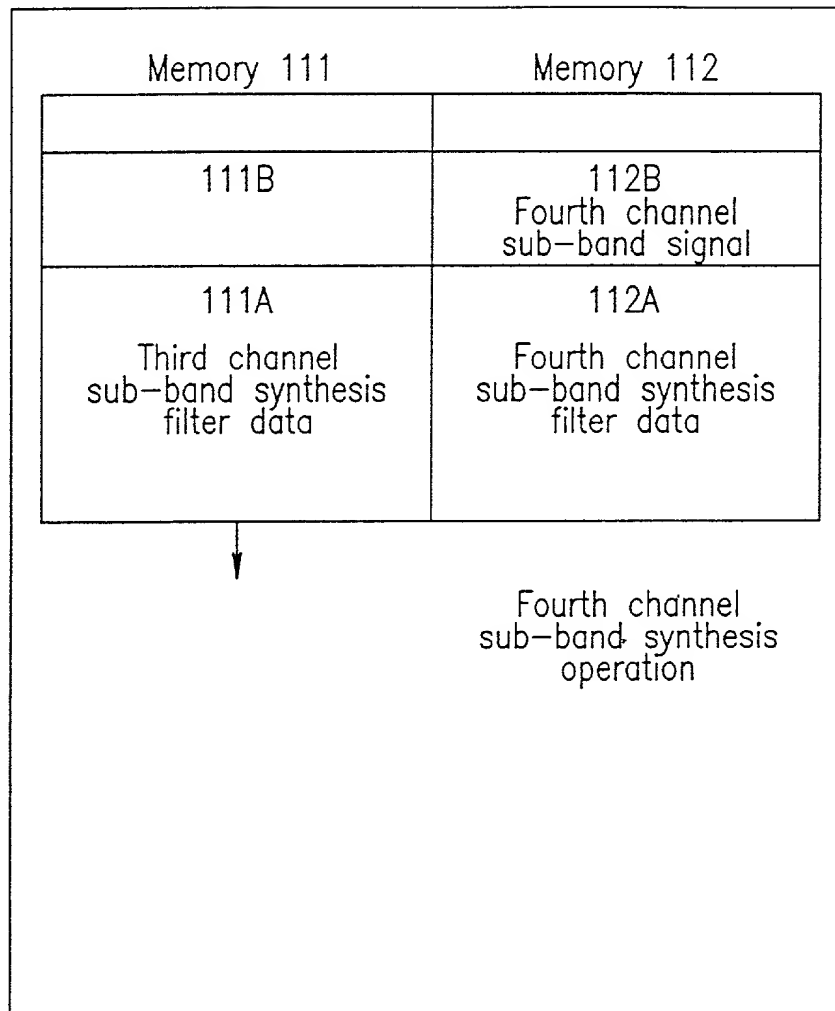 Memory 111
Memory 112
111B
112B
Fourth channel
sub-band signal
111A
Third channel
sub-band synthesis
filter data
112A
Fourth channel
sub-band synthesis
filter data
Fourth channel
sub-band synthesis
operation